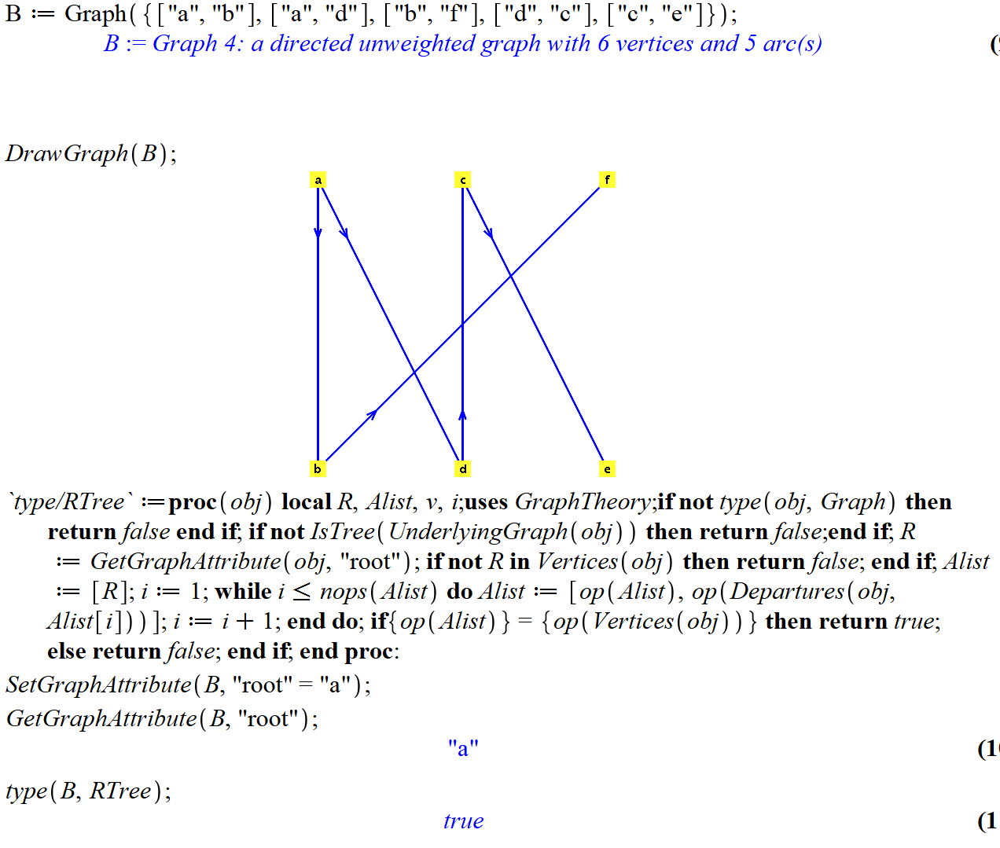 B := Graph({["a", "b"], ["a", "d"], ["b", "f"], ["d", "c"], ["c", "e"]});
B := Graph 4: a directed unweighted graph with 6 vertices and 5 arc(s)
DrawGraph(B);
a c f
b d e
`type/RTree` := proc(obj) local R, Alist, v, i; uses GraphTheory; if not type(obj, Graph) then
return false end if; if not IsTree(UnderlyingGraph(obj)) then return false; end if; R
:= GetGraphAttribute(obj, "root"); if not R in Vertices(obj) then return false; end if; Alist
:= [R]; i := 1; while i ≤ nops(Alist) do Alist := [op(Alist), op(Departures(obj,
Alist[i]))]; i := i + 1; end do; if {op(Alist)} = {op(Vertices(obj))} then return true;
else return false; end if; end proc:
SetGraphAttribute(B, "root" = "a");
GetGraphAttribute(B, "root");
"a" (1
type(B, RTree);
true (1